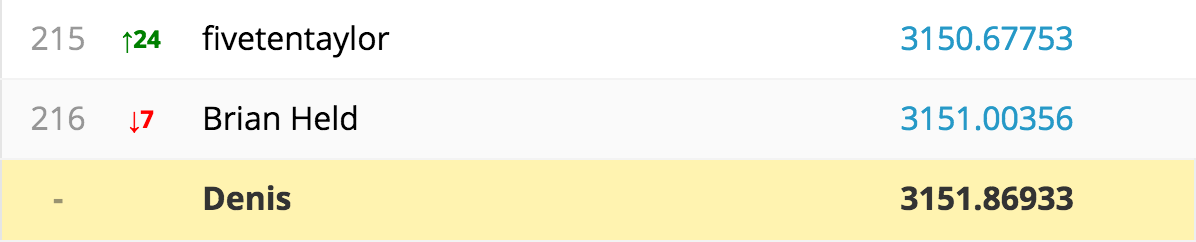 215 ↑24 fivetentaylor 3150.67753
216 ↓7 Brian Held 3151.00356
- Denis 3151.86933